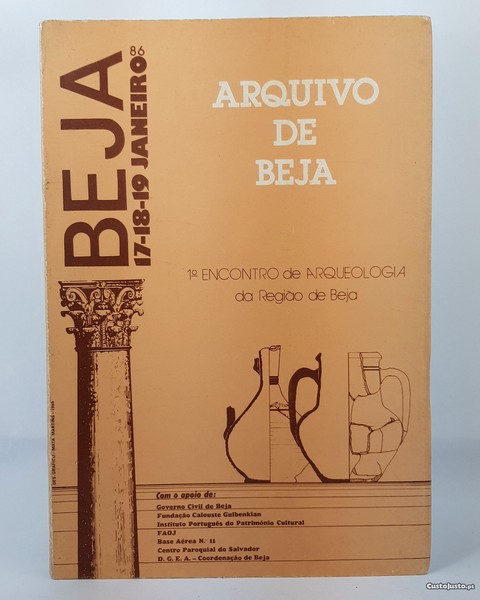 BEJA 86
17-18-19 JANEIRO
ARQUIVO
DE
BEJA
1º ENCONTRO de ARQUEOLOGIA
da Região de Beja
Com o apoio de:
Governo Civil de Beja
Fundação Calouste Gulbenkian
Instituto Português do Património Cultural
FAOJ
Base Aérea N.º 11
Centro Paroquial do Salvador
D. G. E. A. - Coordenação de Beja
CustoJusto.pt